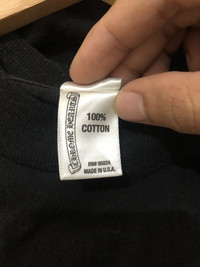 CHROME HEARTS
100%
COTTON
MADE IN U.S.A.